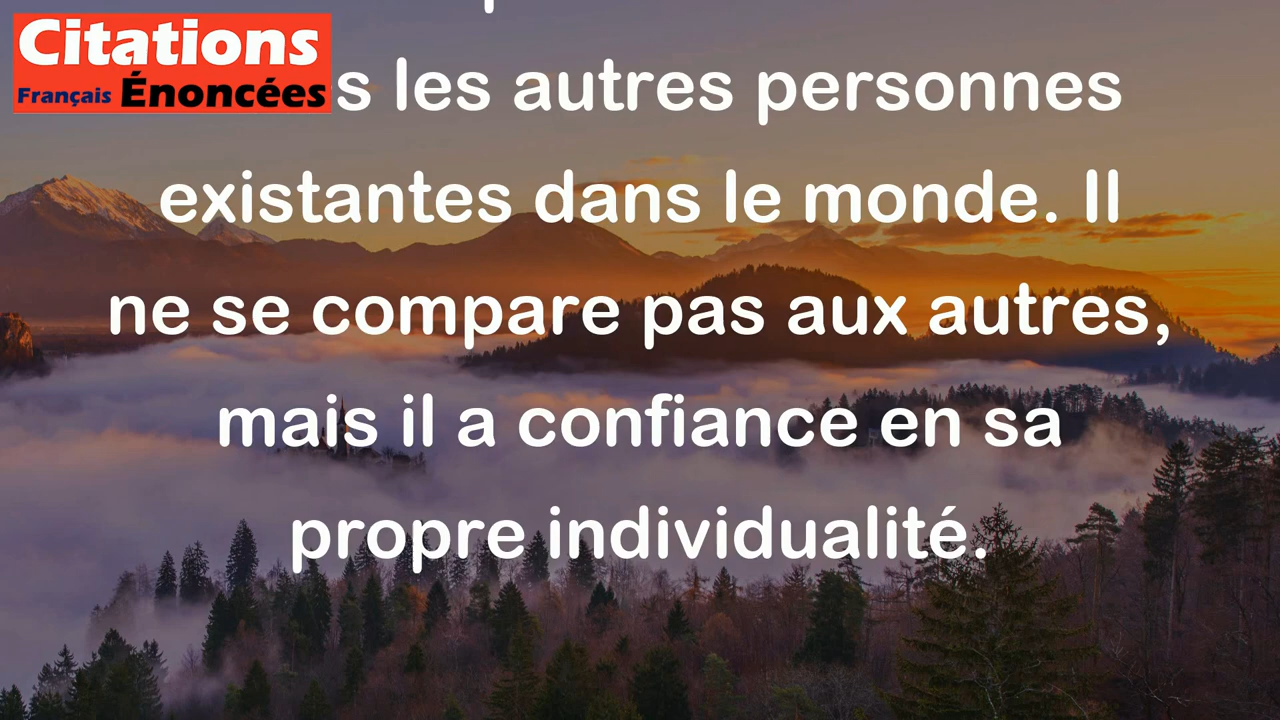 Citations
Français Énoncées
s les autres personnes
existantes dans le monde. Il
ne se compare pas aux autres,
mais il a confiance en sa
propre individualité.